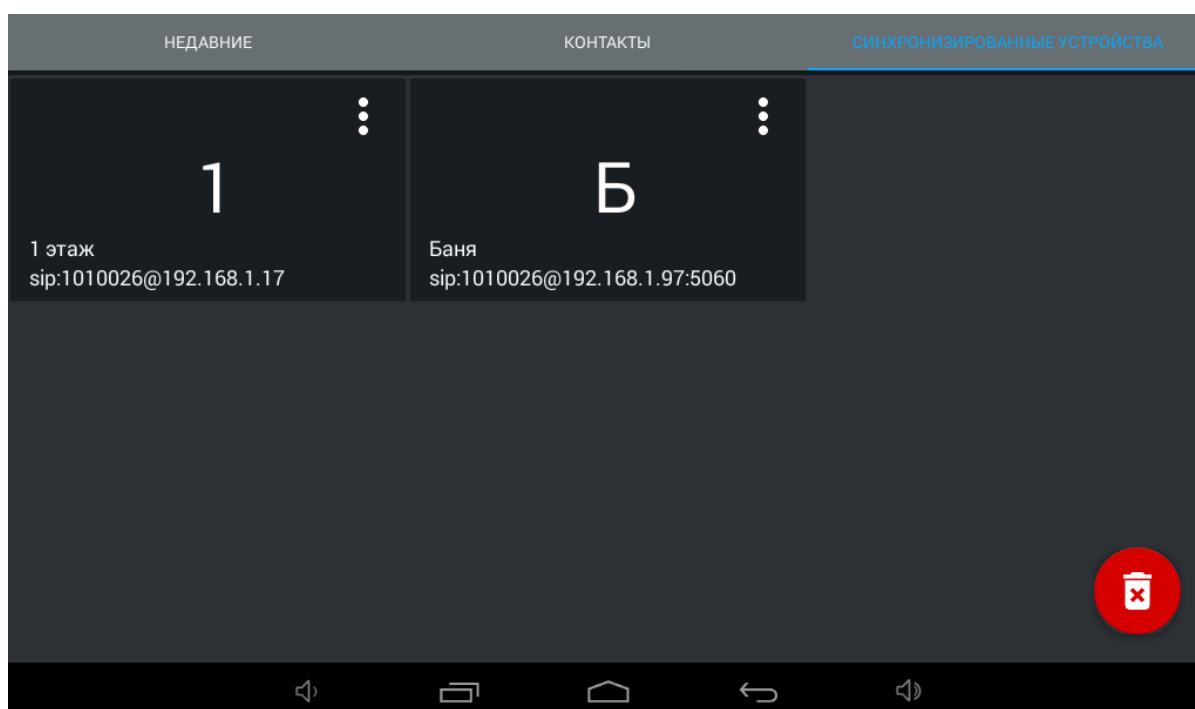 НЕДАВНИЕ
КОНТАКТЫ
СИНХРОНИЗИРОВАННЫЕ УСТРОЙСТВА
1
1 этаж
sip:1010026@192.168.1.17
Б
Баня
sip:1010026@192.168.1.97:5060